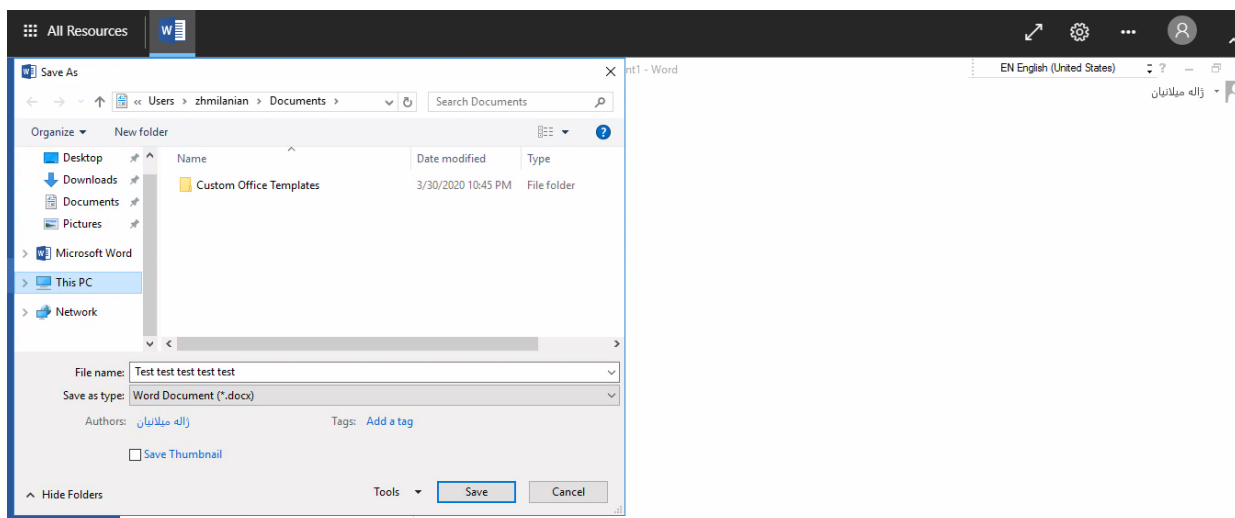 All Resources
Save As
nt1 - Word
EN English (United States)
?
« Users › zhmilanian › Documents ›
Search Documents
ژاله میلانیان
Organize
New folder
?
Desktop
Name
Date modified
Type
Downloads
Custom Office Templates
3/30/2020 10:45 PM
File folder
Documents
Pictures
Microsoft Word
This PC
Network
File name: Test test test test test
Save as type: Word Document (*.docx)
Authors: ژاله میلانیان
Tags: Add a tag
Save Thumbnail
Hide Folders
Tools
Save
Cancel